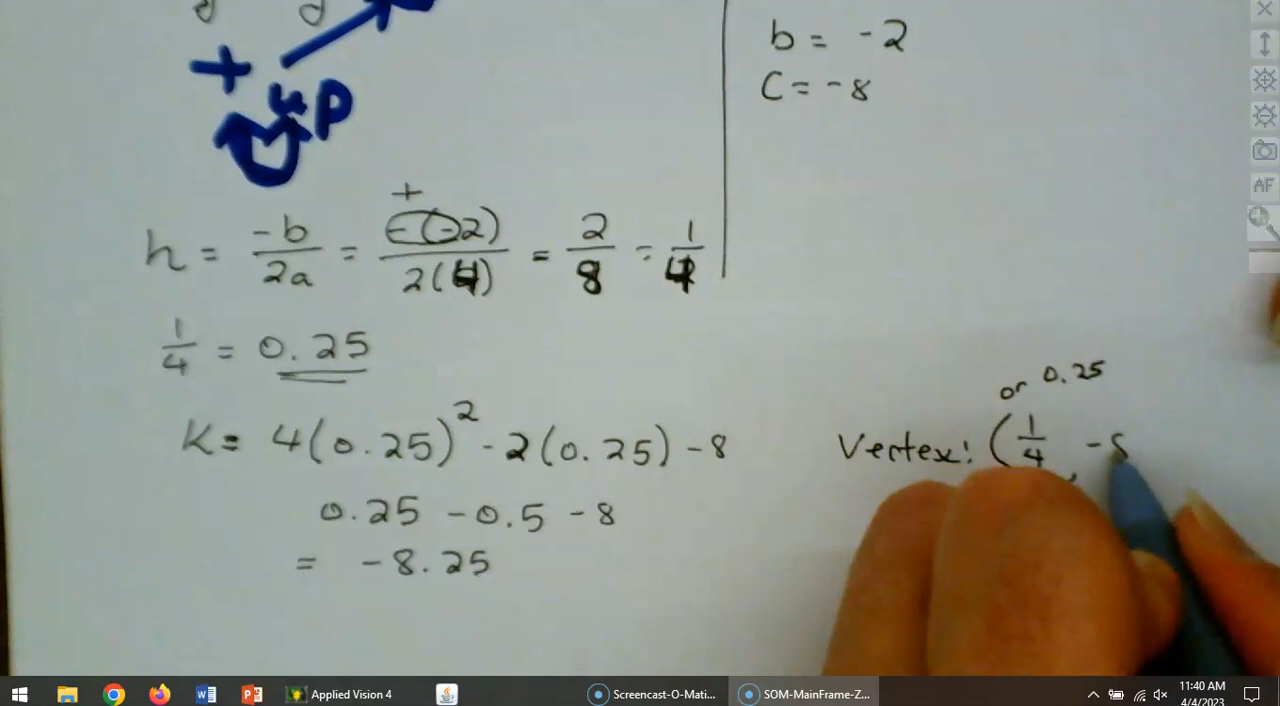 +
up
b = -2
C = -8
h = -b/2a = +-(-2)/2(4) = 2/8 = 1/4
1/4 = 0.25
K = 4(0.25)² - 2(0.25) - 8
0.25 - 0.5 - 8
= -8.25
or 0.25
Vertex: (1/4, -8
AF
Applied Vision 4
Screencast-O-Mati...
SOM-MainFrame-Z...
11:40 AM
4/4/2023